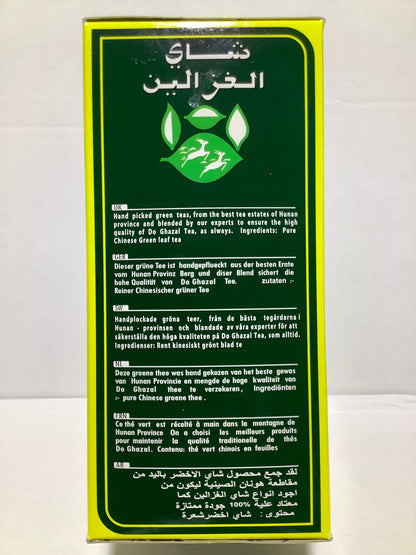 شاي
الغزالين
UK
Hand picked green teas, from the best tea estates of Hunan
province and blended by our experts to ensure the high
quality of Do Ghazal Tea, as always. Ingredients: Pure
Chinese Green leaf tea
GER
Dieser grüne Tee ist handgepflueckt aus der besten Ernte
vom Hunan Provinz Berg und diser Blend sichert die
hohe Qualität von Do Ghazal Tea. zutaten :-
Reiner Chinesischer grüner Tee
SW
Handplockade gröna teer, från de bästa tegårdarna i
Hunan - provinsen och blandade av våra experter för att
säkerställa den höga kvaliteten på Do Ghazal Tea, som alltid.
Ingredienser: Rent kinesiskt grönt blad te
NL
Deze groene thee was hand gekozen van het beste gewas
van Hunan Provincie en mengde de hoge kwaliteit van
Do Ghazal thee te verzekeren, Ingrediënten
:- pure Chinese groene thee .
FRN
Ce thé vert est récolté à main dans la montagne de
Hunan Province On a choisi les meilleurs produits
pour maintenir la qualité traditionelle de thés
Do Ghazal. Contenu: thé vert chinois en feuilles
AR
لقد جمع محصول شاي الاخضر باليد من
مقاطعة هونان الصينية ليكون من
اجود انواع شاي الغزالين كما
معتاد علية %100 جودة ممتازة
محتوى : شاي اخضرشعرة